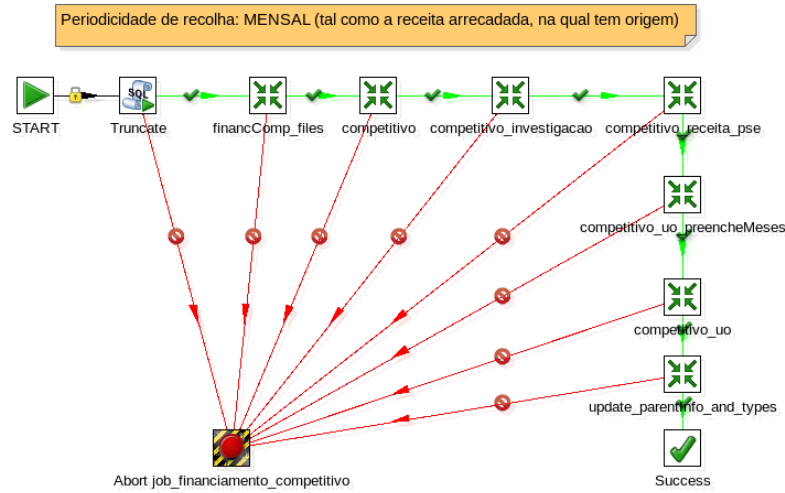 Periodicidade de recolha: MENSAL (tal como a receita arrecadada, na qual tem origem)
SQL
START
Truncate
financComp_files
competitivo
competitivo_investigacao
competitivo_receita_pse
competitivo_uo_preencheMeses
competitivo_uo
update_parentInfo_and_types
Abort job_financiamento_competitivo
Success